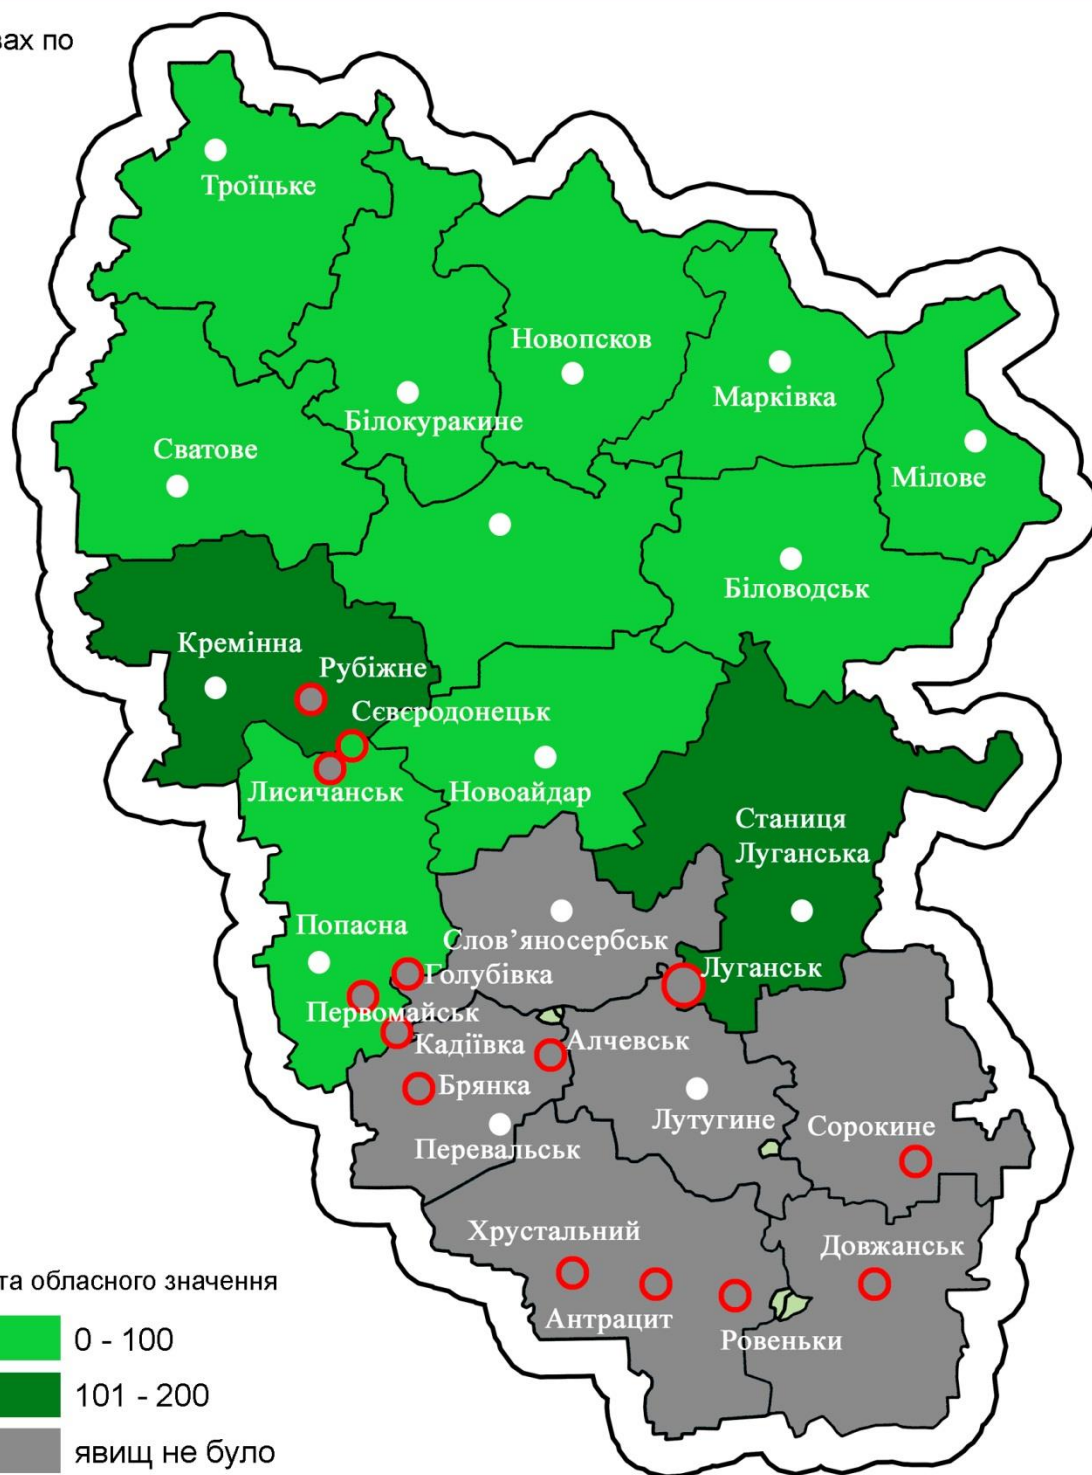 вах по
Троїцьке
Новопсков
Марківка
Білокуракине
Сватове
Мілове
Біловодськ
Кремінна
Рубіжне
Сєвєродонецьк
Лисичанськ
Новоайдар
Станиця
Луганська
Попасна
Слов’яносербськ
Голубівка
Луганськ
Первомайськ
Кадіївка
Алчевськ
Брянка
Перевальськ
Лутугине
Сорокине
Хрустальний
Довжанськ
Антрацит
Ровеньки
та обласного значення
0 - 100
101 - 200
явищ не було